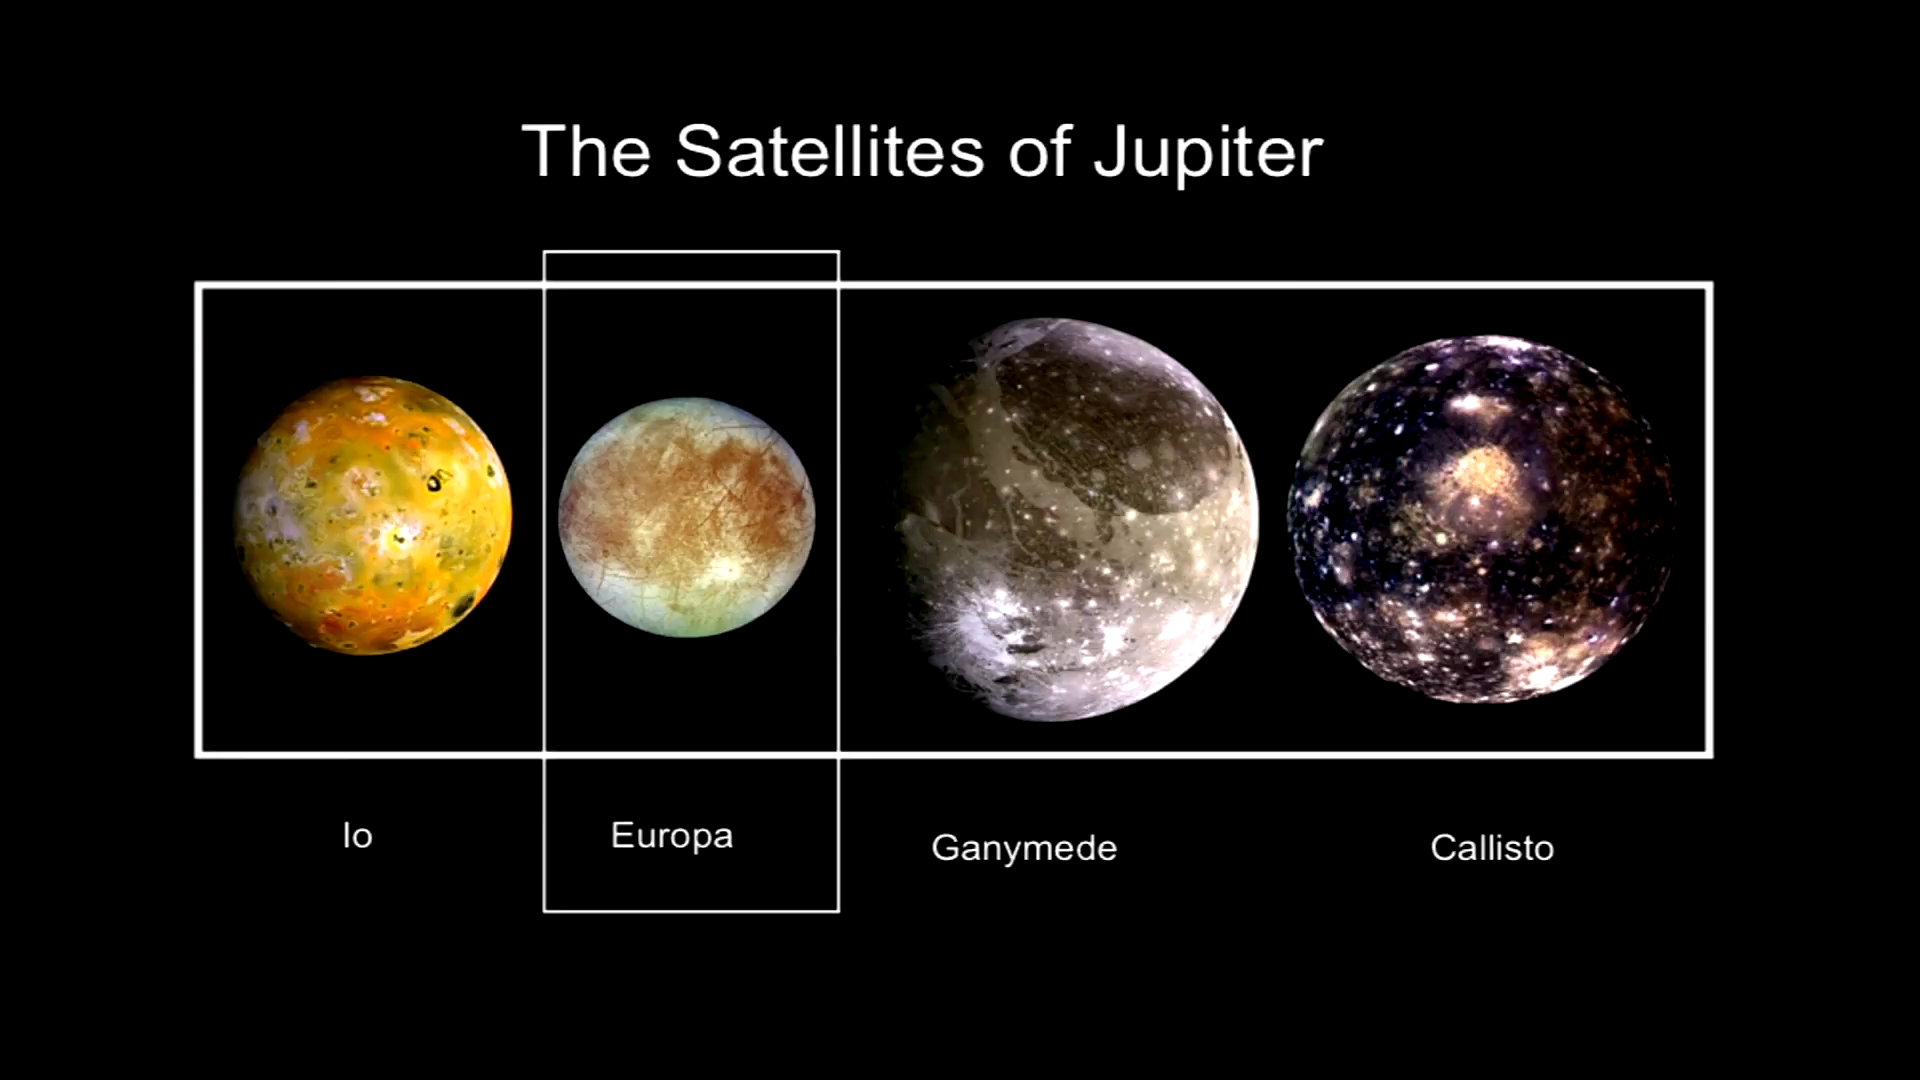 The Satellites of Jupiter
Io
Europa
Ganymede
Callisto